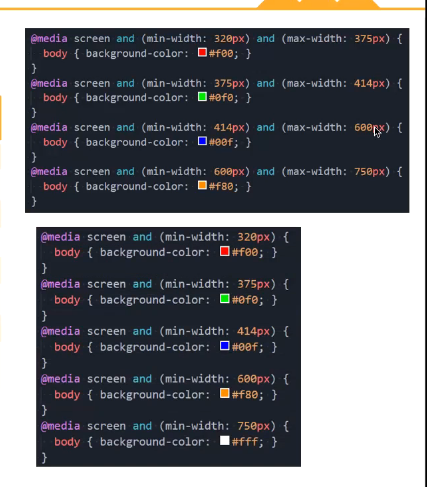 @media screen and (min-width: 320px) and (max-width: 375px) {
  body { background-color: #f00; }
}
@media screen and (min-width: 375px) and (max-width: 414px) {
  body { background-color: #0f0; }
}
@media screen and (min-width: 414px) and (max-width: 600px) {
  body { background-color: #00f; }
}
@media screen and (min-width: 600px) and (max-width: 750px) {
  body { background-color: #f80; }
}
@media screen and (min-width: 320px) {
  body { background-color: #f00; }
}
@media screen and (min-width: 375px) {
  body { background-color: #0f0; }
}
@media screen and (min-width: 414px) {
  body { background-color: #00f; }
}
@media screen and (min-width: 600px) {
  body { background-color: #f80; }
}
@media screen and (min-width: 750px) {
  body { background-color: #fff; }
}